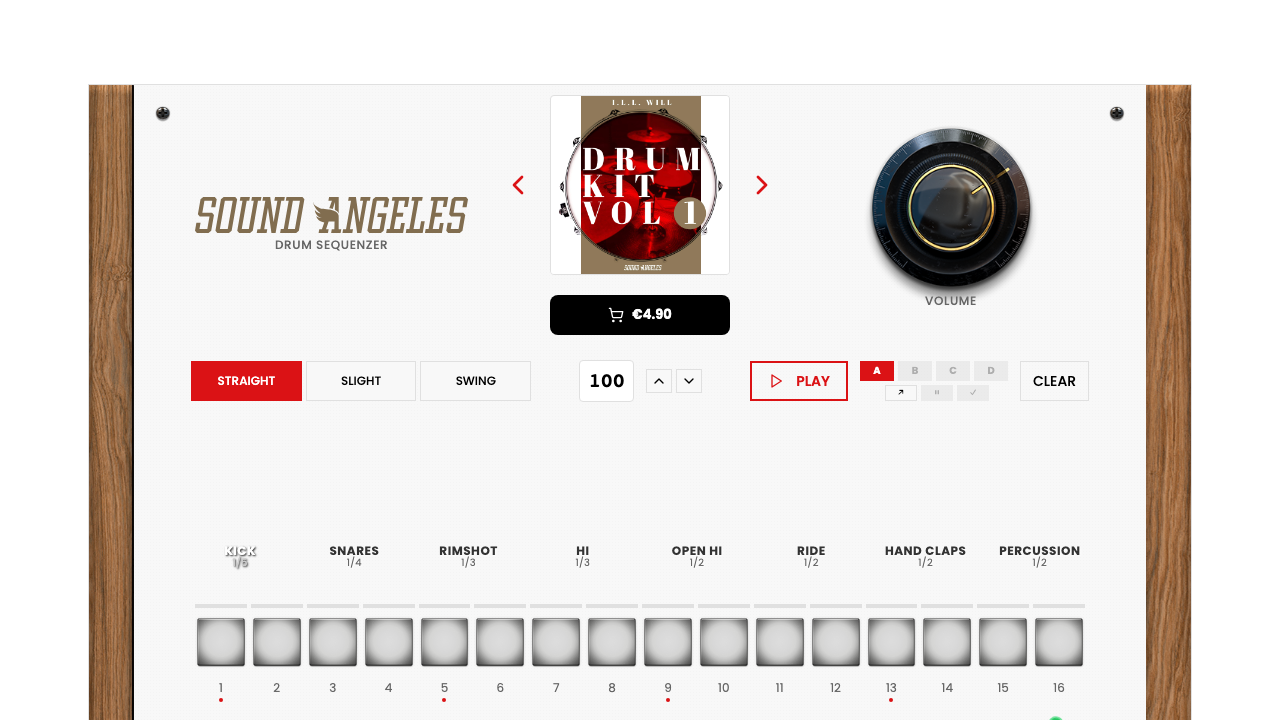 I.L.L. WILL
DRUM
KIT
VOL 1
SOUND ANGELES
SOUND ANGELES
DRUM SEQUENZER
€4.90
VOLUME
STRAIGHT SLIGHT SWING 100 PLAY A B C D CLEAR
KICK SNARES RIMSHOT HI OPEN HI RIDE HAND CLAPS PERCUSSION
1/5 1/4 1/3 1/3 1/2 1/2 1/2 1/2
1 2 3 4 5 6 7 8 9 10 11 12 13 14 15 16